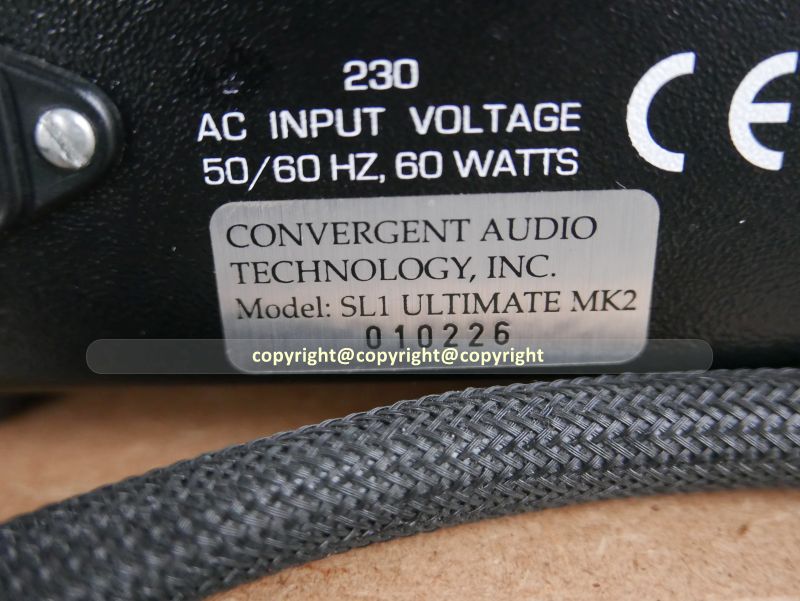 230
AC INPUT VOLTAGE
50/60 HZ, 60 WATTS
CE
CONVERGENT AUDIO
TECHNOLOGY, INC.
Model: SL1 ULTIMATE MK2
010226
copyright@copyright@copyright